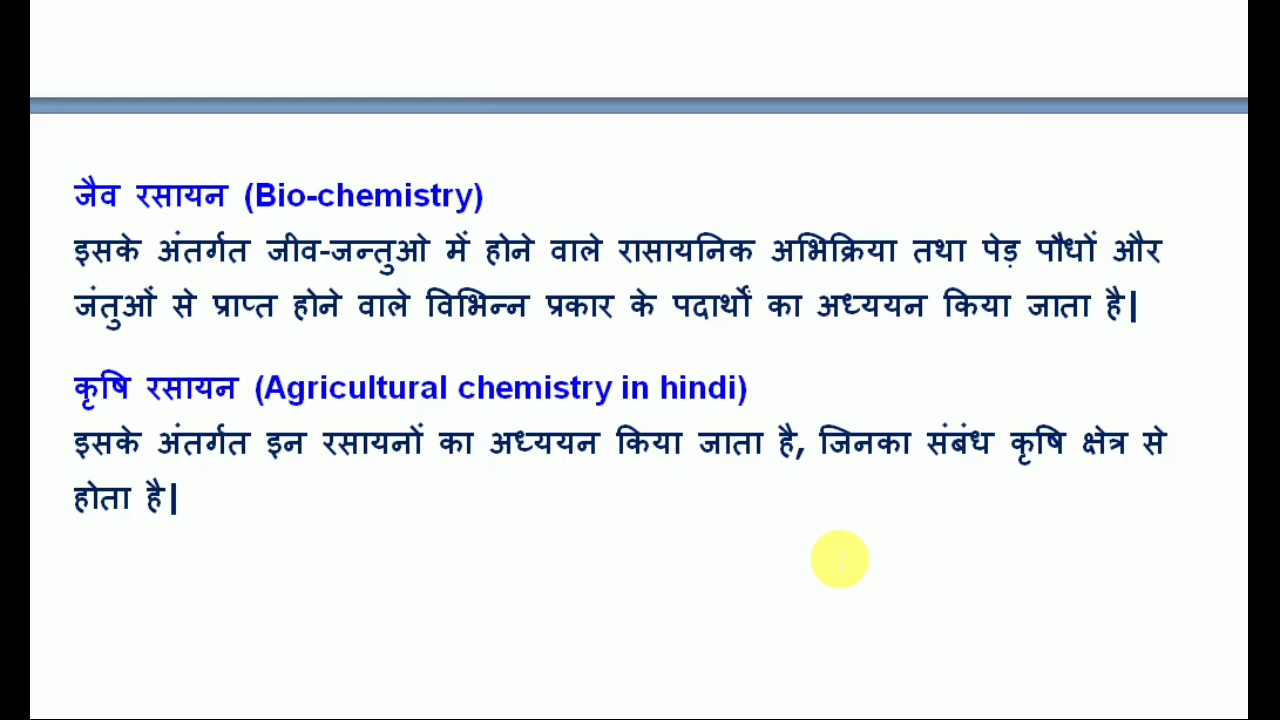 जैव रसायन (Bio-chemistry)
इसके अंतर्गत जीव-जन्तुओ में होने वाले रासायनिक अभिक्रिया तथा पेड़ पौधों और
जंतुओं से प्राप्त होने वाले विभिन्न प्रकार के पदार्थों का अध्ययन किया जाता है|
कृषि रसायन (Agricultural chemistry in hindi)
इसके अंतर्गत इन रसायनों का अध्ययन किया जाता है, जिनका संबंध कृषि क्षेत्र से
होता है|